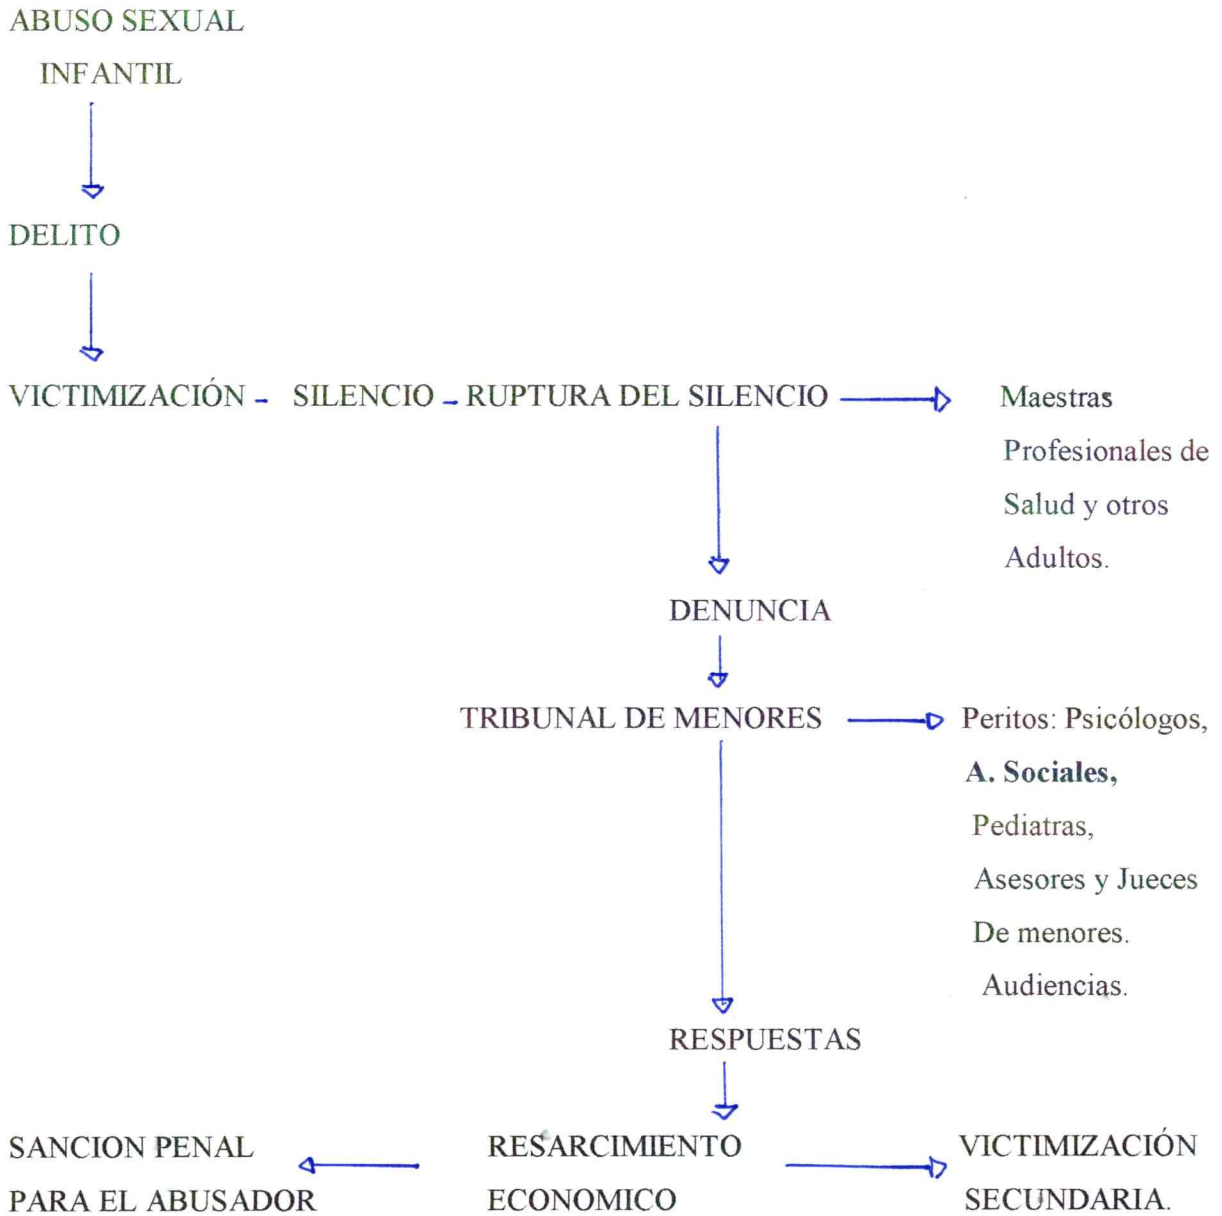 ABUSO SEXUAL
INFANTIL
DELITO
VICTIMIZACIÓN - SILENCIO - RUPTURA DEL SILENCIO
Maestras
Profesionales de
Salud y otros
Adultos.
DENUNCIA
TRIBUNAL DE MENORES
Peritos: Psicólogos,
A. Sociales,
Pediatras,
Asesores y Jueces
De menores.
Audiencias.
RESPUESTAS
SANCION PENAL
PARA EL ABUSADOR
RESARCIMIENTO
ECONOMICO
VICTIMIZACIÓN
SECUNDARIA.